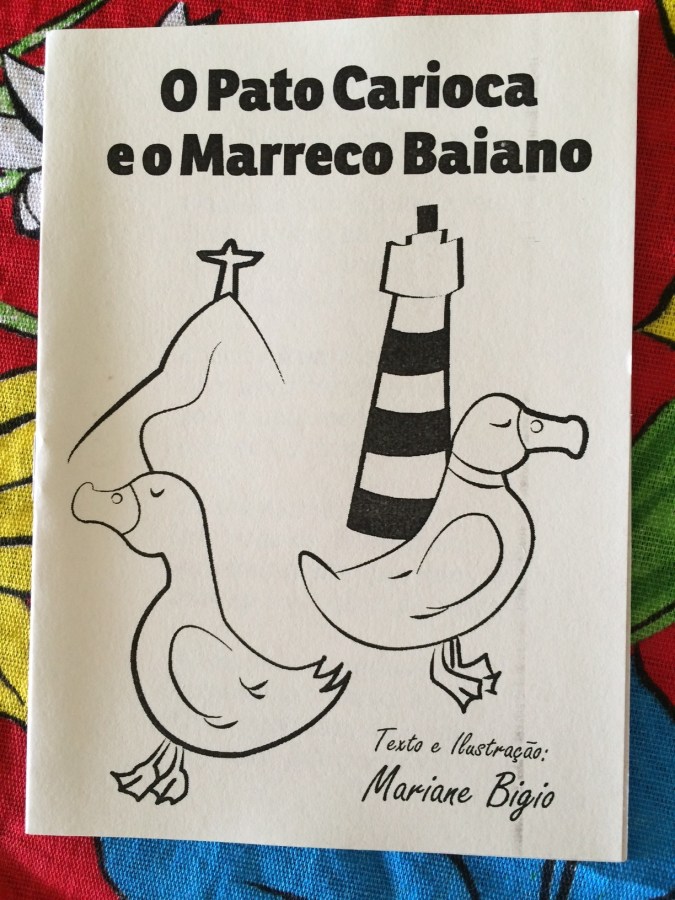 O Pato Carioca
e o Marreco Baiano
Texto e Ilustração:
Mariane Bigio